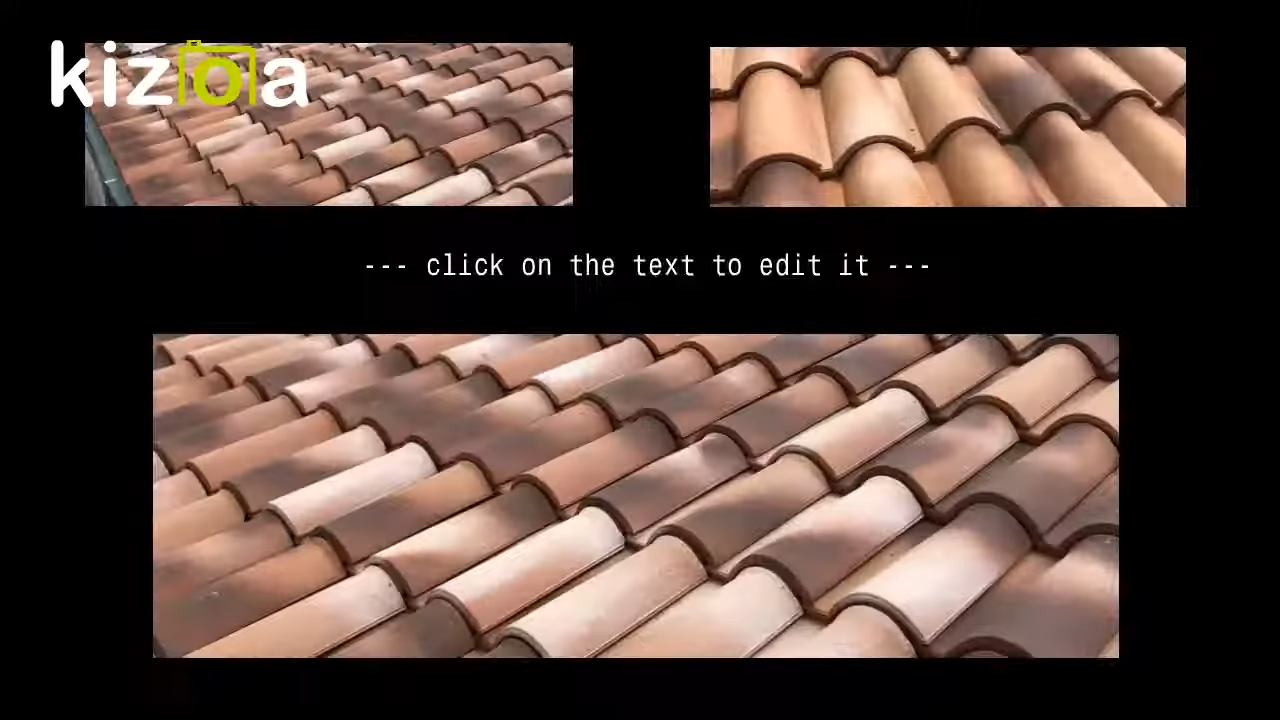 kizoa
--- click on the text to edit it ---